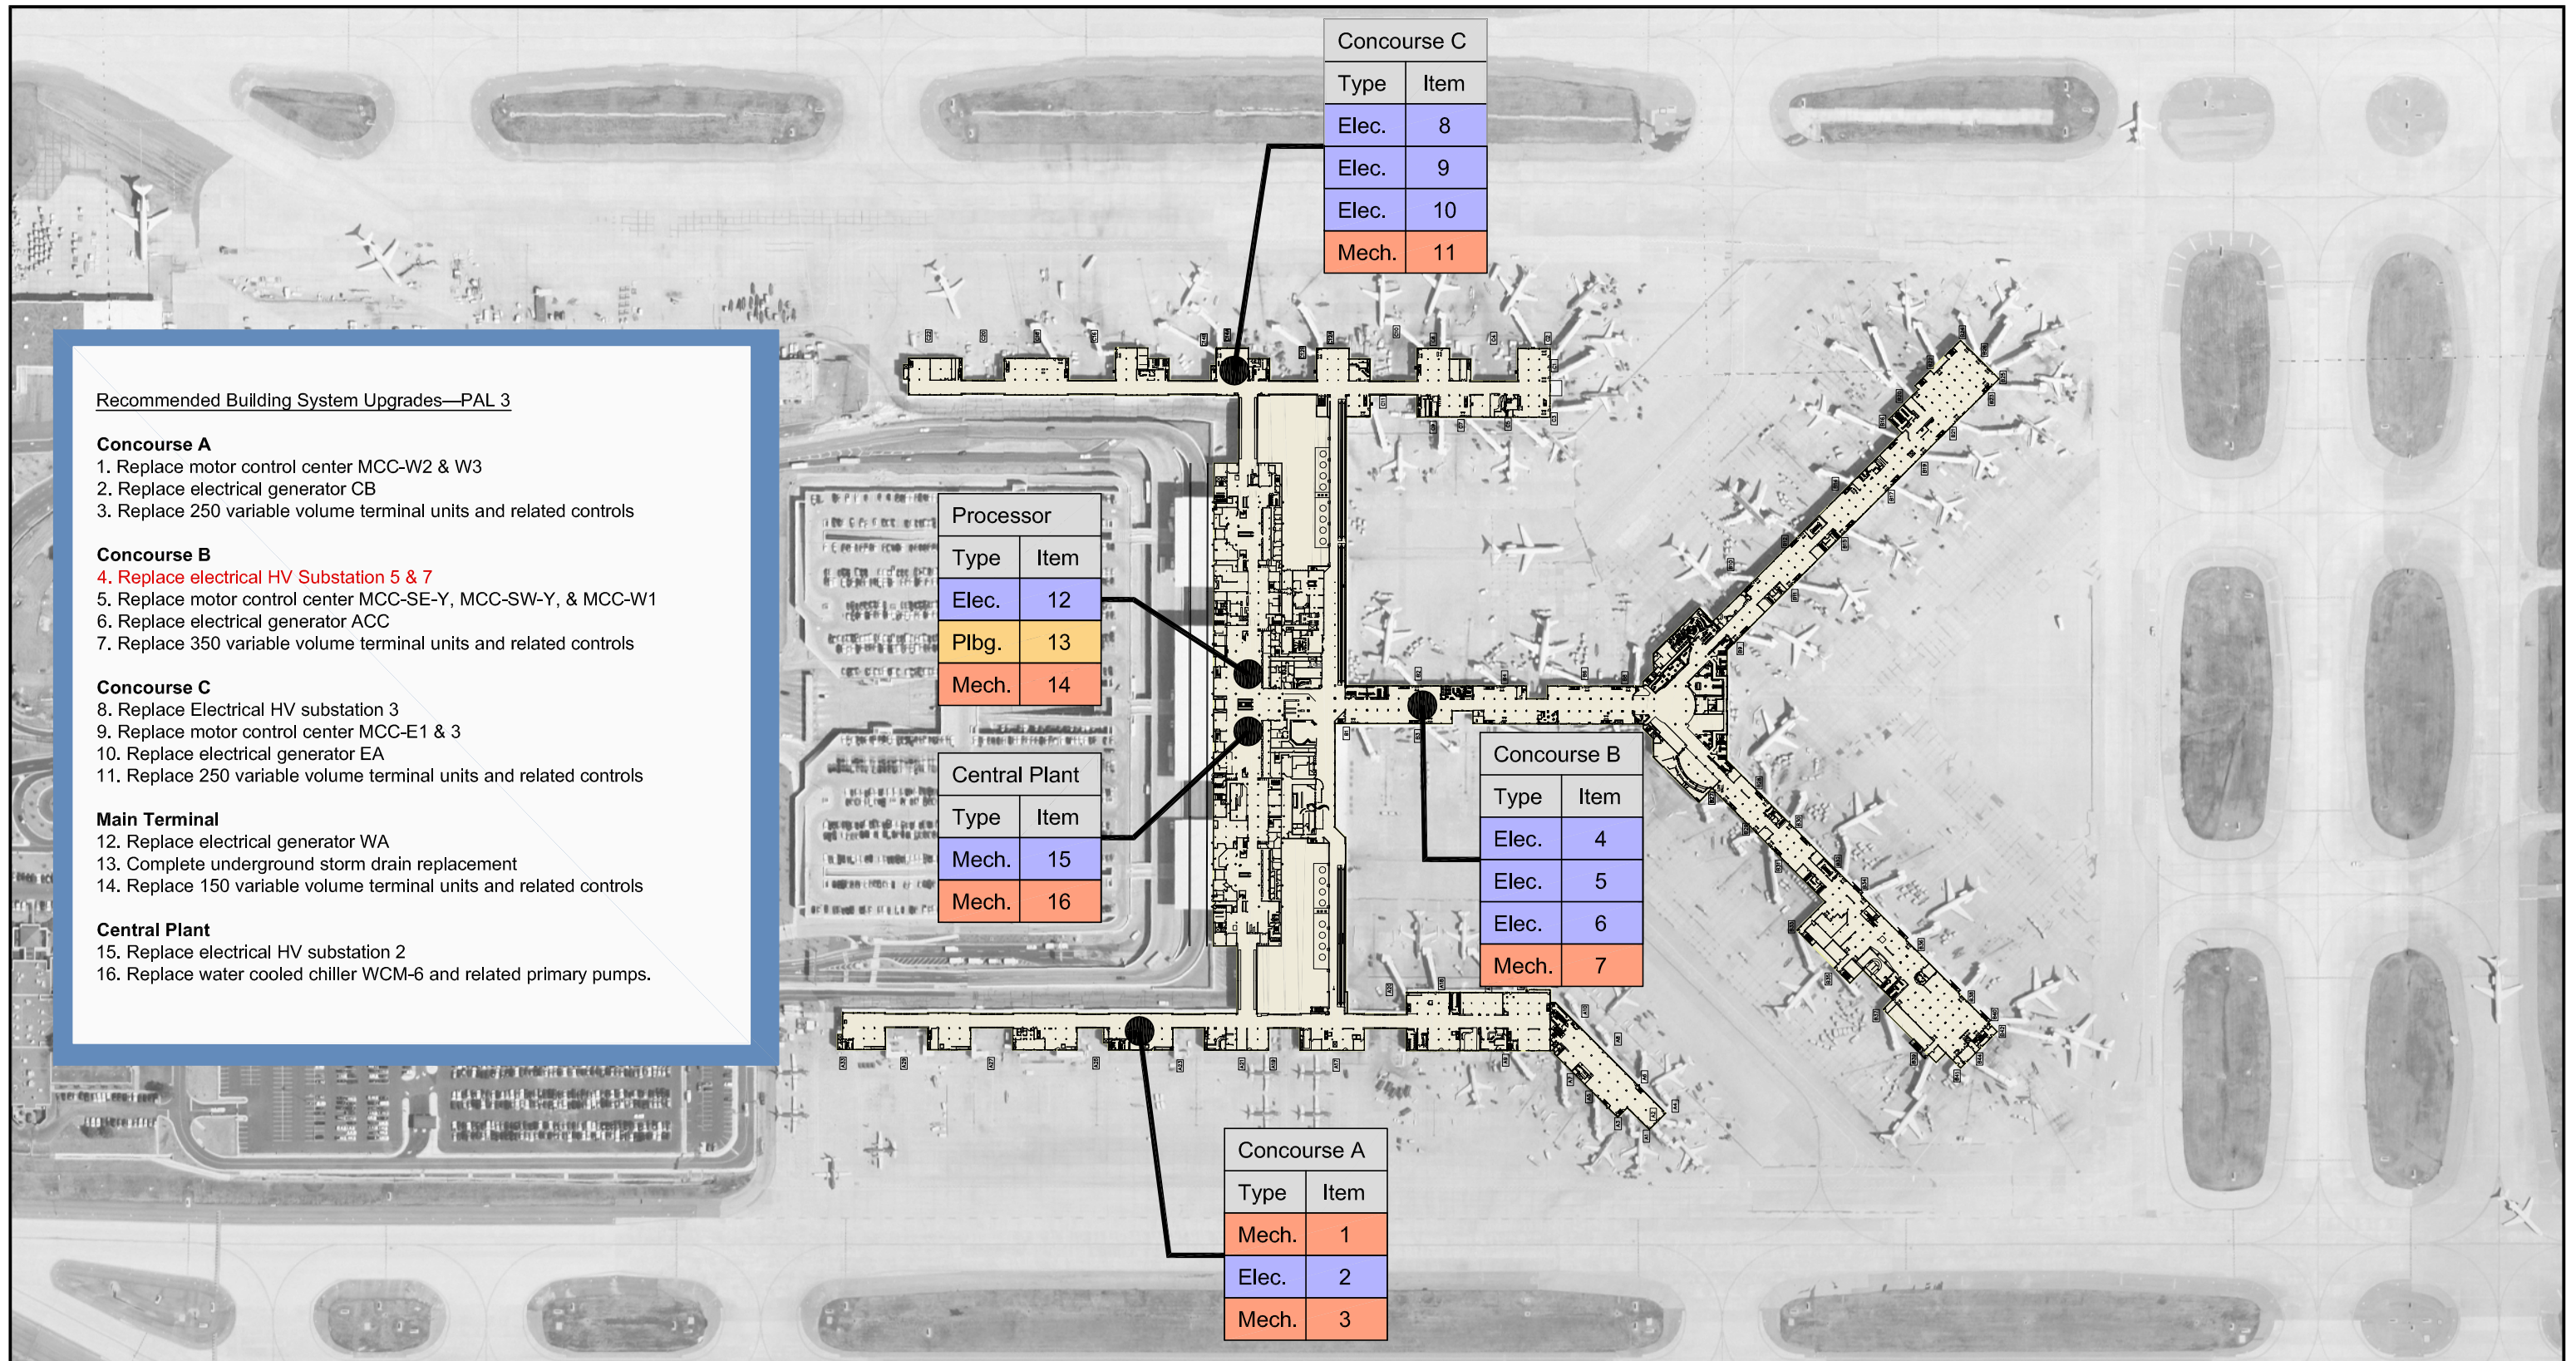 Concourse C
Type Item
Elec. 8
Elec. 9
Elec. 10
Mech. 11
Recommended Building System Upgrades—PAL 3
Concourse A
1. Replace motor control center MCC-W2 & W3
2. Replace electrical generator CB
3. Replace 250 variable volume terminal units and related controls
Concourse B
4. Replace electrical HV Substation 5 & 7
5. Replace motor control center MCC-SE-Y, MCC-SW-Y, & MCC-W1
6. Replace electrical generator ACC
7. Replace 350 variable volume terminal units and related controls
Concourse C
8. Replace Electrical HV substation 3
9. Replace motor control center MCC-E1 & 3
10. Replace electrical generator EA
11. Replace 250 variable volume terminal units and related controls
Main Terminal
12. Replace electrical generator WA
13. Complete underground storm drain replacement
14. Replace 150 variable volume terminal units and related controls
Central Plant
15. Replace electrical HV substation 2
16. Replace water cooled chiller WCM-6 and related primary pumps.
Processor
Type Item
Elec. 12
Plbg. 13
Mech. 14
Central Plant
Type Item
Mech. 15
Mech. 16
Concourse B
Type Item
Elec. 4
Elec. 5
Elec. 6
Mech. 7
Concourse A
Type Item
Mech. 1
Elec. 2
Mech. 3